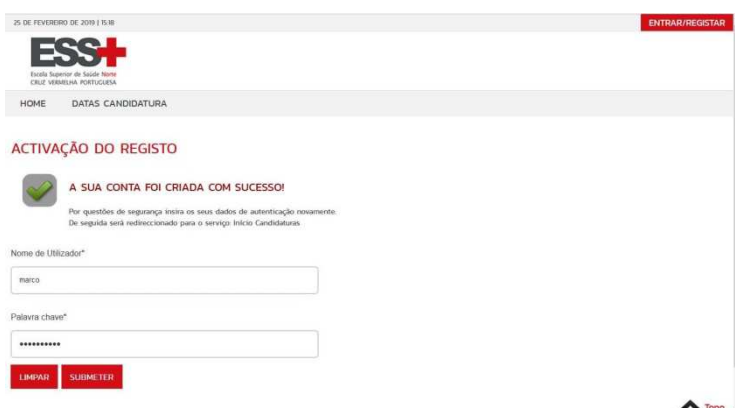 25 DE FEVEREIRO DE 2019 | 15:18
ENTRAR/REGISTAR
ESS+
Escola Superior de Saúde Norte
CRUZ VERMELHA PORTUGUESA
HOME DATAS CANDIDATURA
ACTIVAÇÃO DO REGISTO
A SUA CONTA FOI CRIADA COM SUCESSO!
Por questões de segurança insira os seus dados de autenticação novamente.
De seguida será redireccionado para o serviço: Início Candidaturas
Nome de Utilizador*
marco
Palavra chave*
••••••••••
LIMPAR SUBMETER
Topo